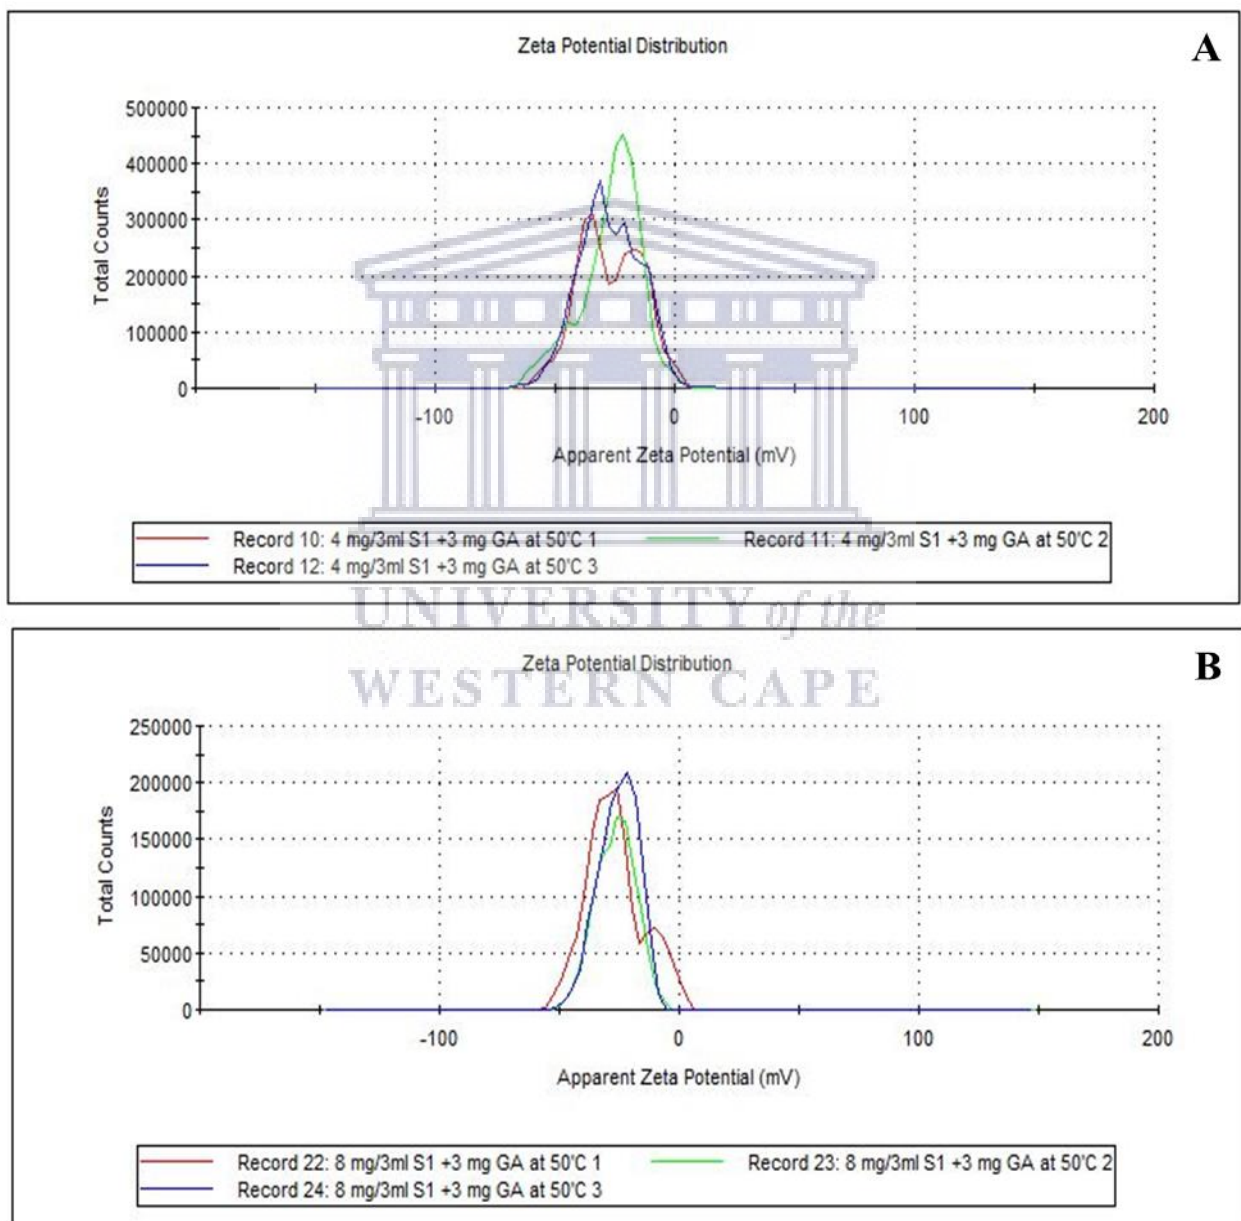 Zeta Potential Distribution
A
500000
400000
300000
200000
100000
0
Total Counts
-100 0 100 200
Apparent Zeta Potential (mV)
Record 10: 4 mg/3ml S1 +3 mg GA at 50'C 1 Record 11: 4 mg/3ml S1 +3 mg GA at 50'C 2
Record 12: 4 mg/3ml S1 +3 mg GA at 50'C 3
UNIVERSITY of the
Zeta Potential Distribution
B
WESTERN CAPE
250000
200000
150000
100000
50000
0
Total Counts
-100 0 100 200
Apparent Zeta Potential (mV)
Record 22: 8 mg/3ml S1 +3 mg GA at 50'C 1 Record 23: 8 mg/3ml S1 +3 mg GA at 50'C 2
Record 24: 8 mg/3ml S1 +3 mg GA at 50'C 3